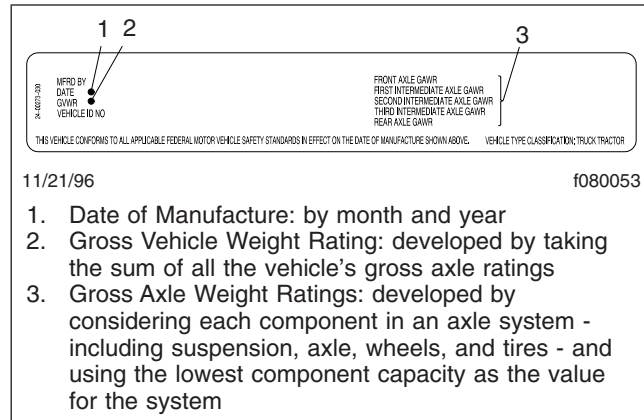 1 2
3
24-00273-030
MFRD BY
DATE
GVWR
VEHICLE ID NO
FRONT AXLE GAWR
FIRST INTERMEDIATE AXLE GAWR
SECOND INTERMEDIATE AXLE GAWR
THIRD INTERMEDIATE AXLE GAWR
REAR AXLE GAWR
THIS VEHICLE CONFORMS TO ALL APPLICABLE FEDERAL MOTOR VEHICLE SAFETY STANDARDS IN EFFECT ON THE DATE OF MANUFACTURE SHOWN ABOVE. VEHICLE TYPE CLASSIFICATION: TRUCK TRACTOR
11/21/96 f080053
1. Date of Manufacture: by month and year
2. Gross Vehicle Weight Rating: developed by taking
the sum of all the vehicle's gross axle ratings
3. Gross Axle Weight Ratings: developed by
considering each component in an axle system -
including suspension, axle, wheels, and tires - and
using the lowest component capacity as the value
for the system